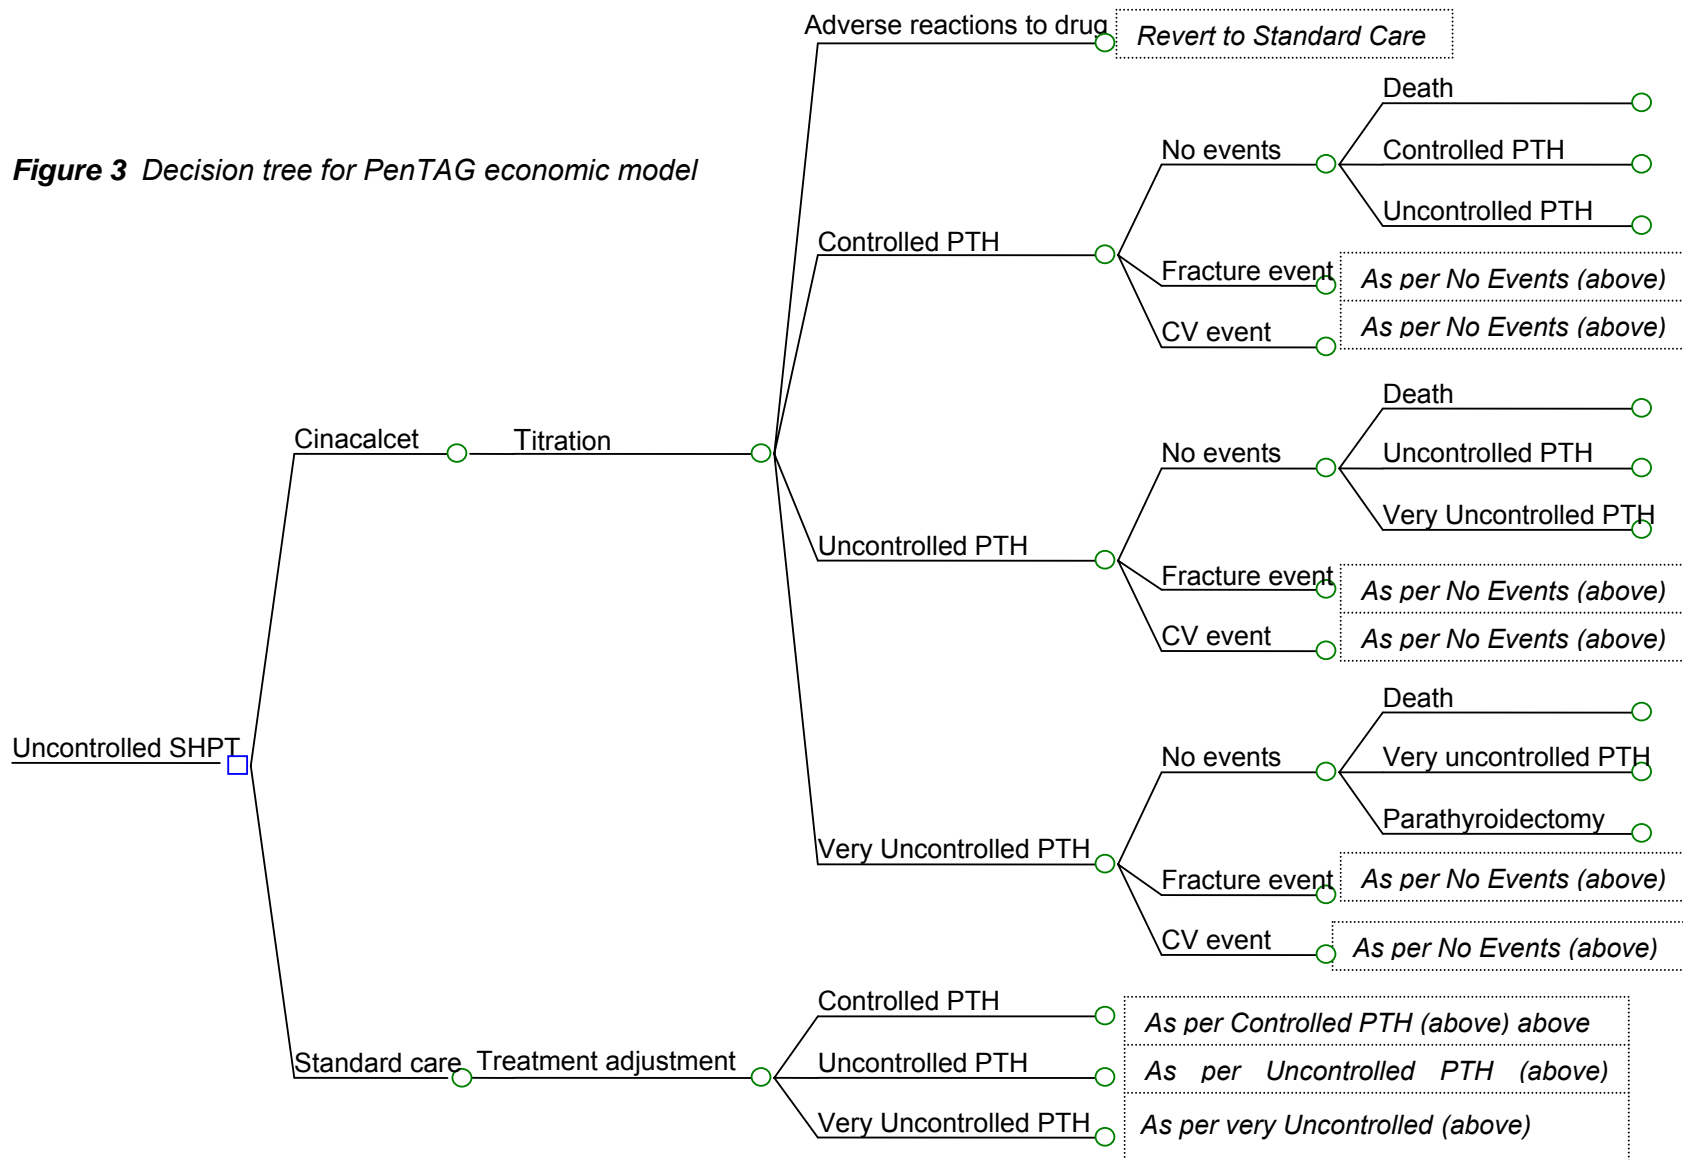 Adverse reactions to drug
Revert to Standard Care
Death
Figure 3 Decision tree for PenTAG economic model
No events
Controlled PTH
Uncontrolled PTH
Controlled PTH
Fracture event
As per No Events (above)
CV event
As per No Events (above)
Death
Cinacalcet
Titration
No events
Uncontrolled PTH
Very Uncontrolled PTH
Uncontrolled PTH
Fracture event
As per No Events (above)
CV event
As per No Events (above)
Death
Uncontrolled SHPT
No events
Very uncontrolled PTH
Parathyroidectomy
Very Uncontrolled PTH
Fracture event
As per No Events (above)
CV event
As per No Events (above)
Controlled PTH
As per Controlled PTH (above) above
Standard care
Treatment adjustment
Uncontrolled PTH
As per Uncontrolled PTH (above)
Very Uncontrolled PTH
As per very Uncontrolled (above)